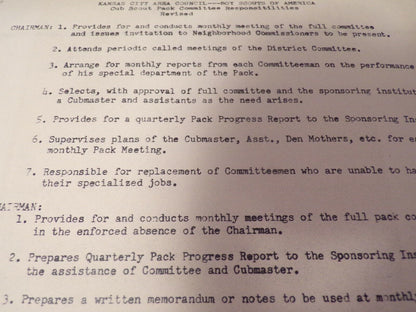 KANSAS CITY AREA COUNCIL---BOY SCOUTS OF AMERICA
Cub Scout Pack Committee Responsibilities
Revised
CHAIRMAN: 1. Provides for and conducts monthly meeting of the full committee
and issues invitation to Neighborhood Commissioners to be present.
2. Attends periodic called meetings of the District Committee.
3. Arrange for monthly reports from each Committeeman on the performance
of his special department of the Pack.
4. Selects, with approval of full committee and the sponsoring institut
a Cubmaster and assistants as the need arises.
5. Provides for a quarterly Pack Progress Report to the Sponsoring In
6. Supervises plans of the Cubmaster, Asst., Den Mothers, etc. for e
monthly Pack Meeting.
7. Responsible for replacement of Committeemen who are unable to ha
their specialized jobs.
HAIRMAN:
1. Provides for and conducts monthly meetings of the full pack co
in the enforced absence of the Chairman.
2. Prepares Quarterly Pack Progress Report to the Sponsoring Ins
the assistance of Committee and Cubmaster.
3. Prepares a written memorandum or notes to be used at monthly